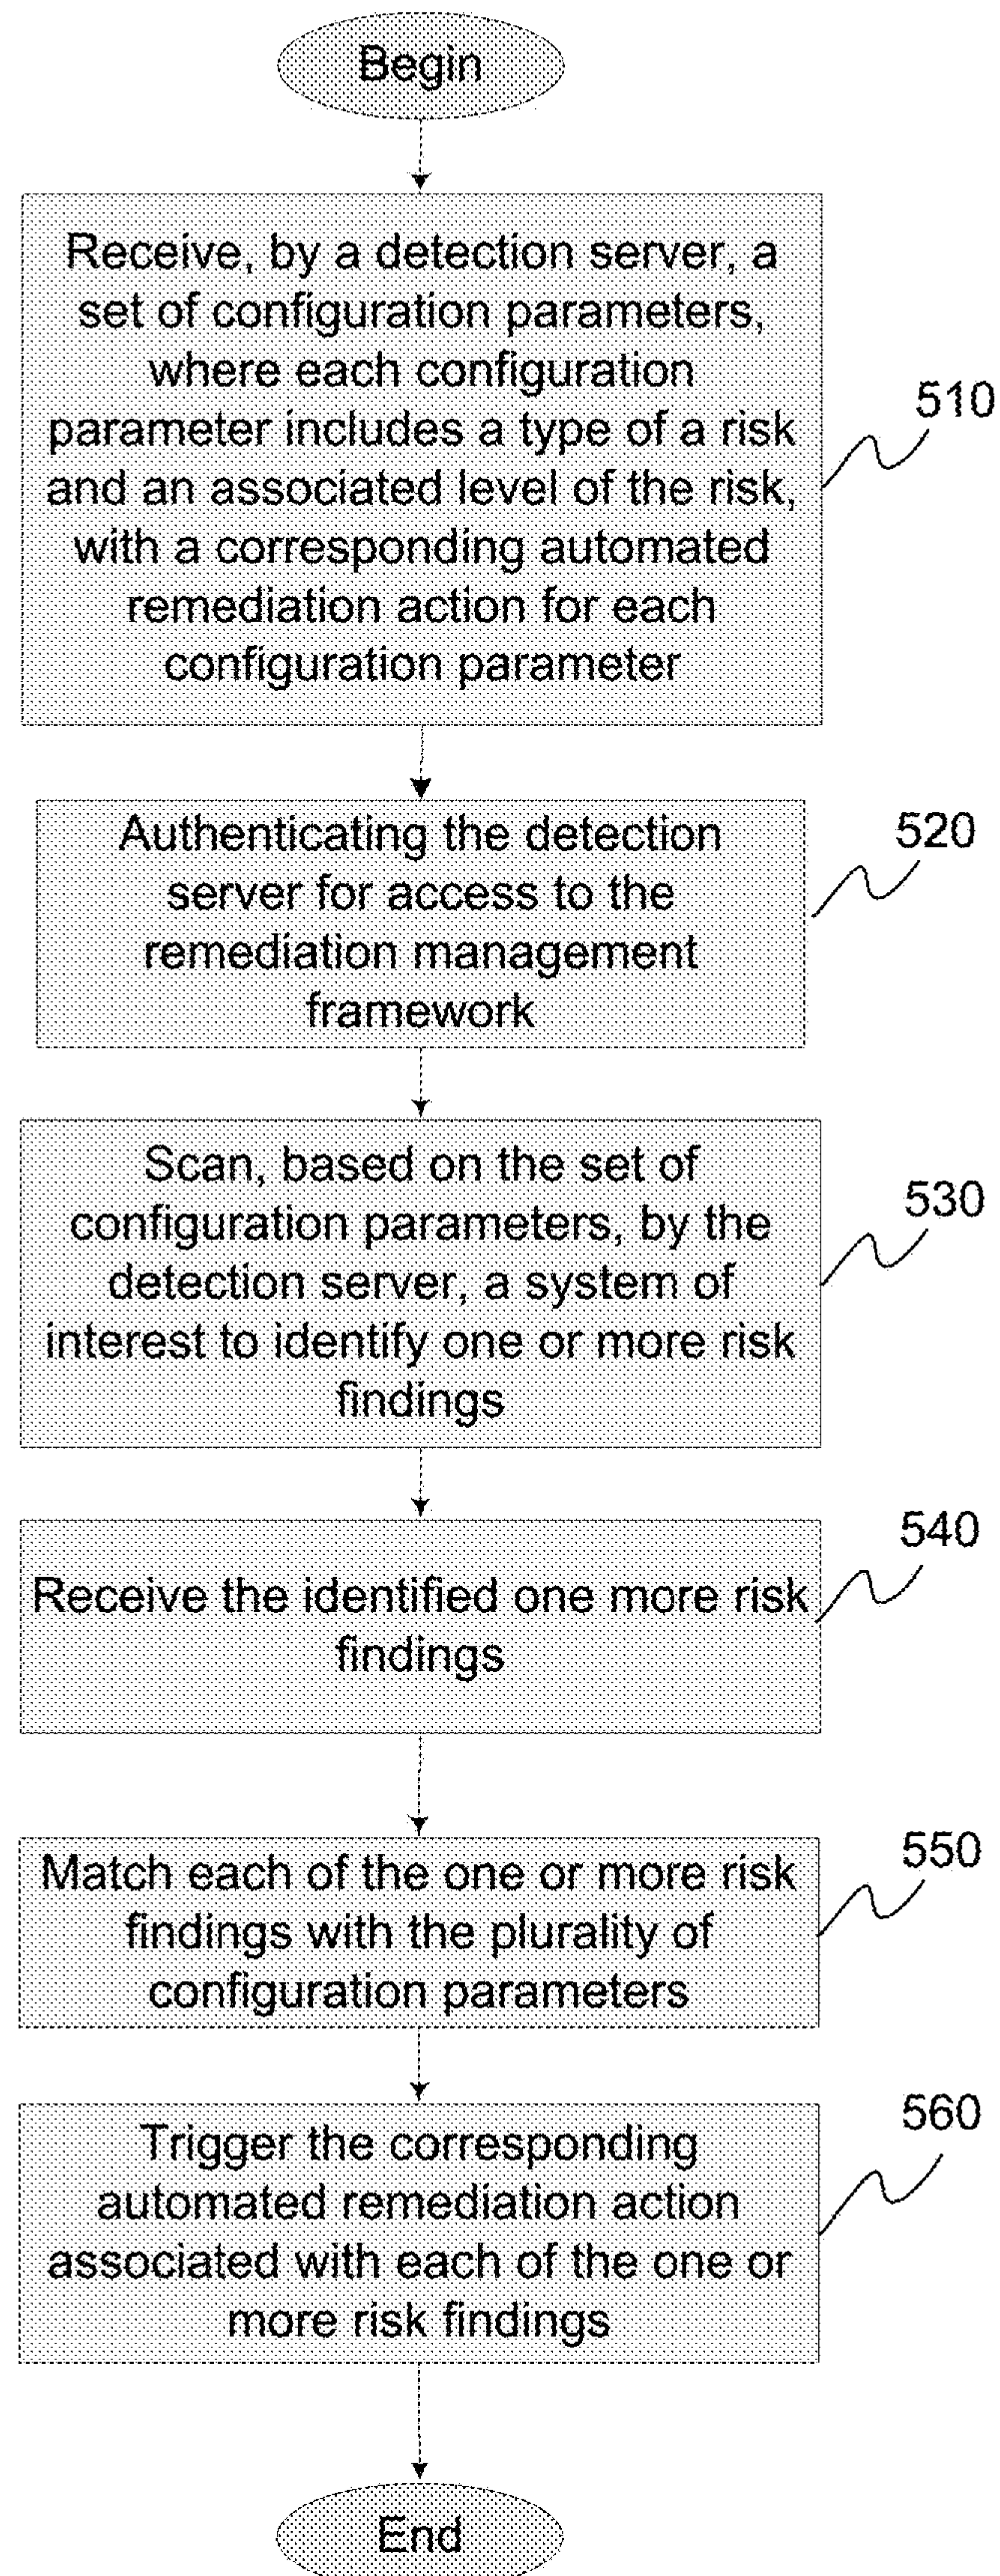 Begin
Receive, by a detection server, a
set of configuration parameters,
where each configuration
parameter includes a type of a risk
and an associated level of the risk,
with a corresponding automated
remediation action for each
configuration parameter
510
Authenticating the detection
server for access to the
remediation management
framework
520
Scan, based on the set of
configuration parameters, by the
detection server, a system of
interest to identify one or more risk
findings
530
Receive the identified one more risk
findings
540
Match each of the one or more risk
findings with the plurality of
configuration parameters
550
Trigger the corresponding
automated remediation action
associated with each of the one or
more risk findings
560
End